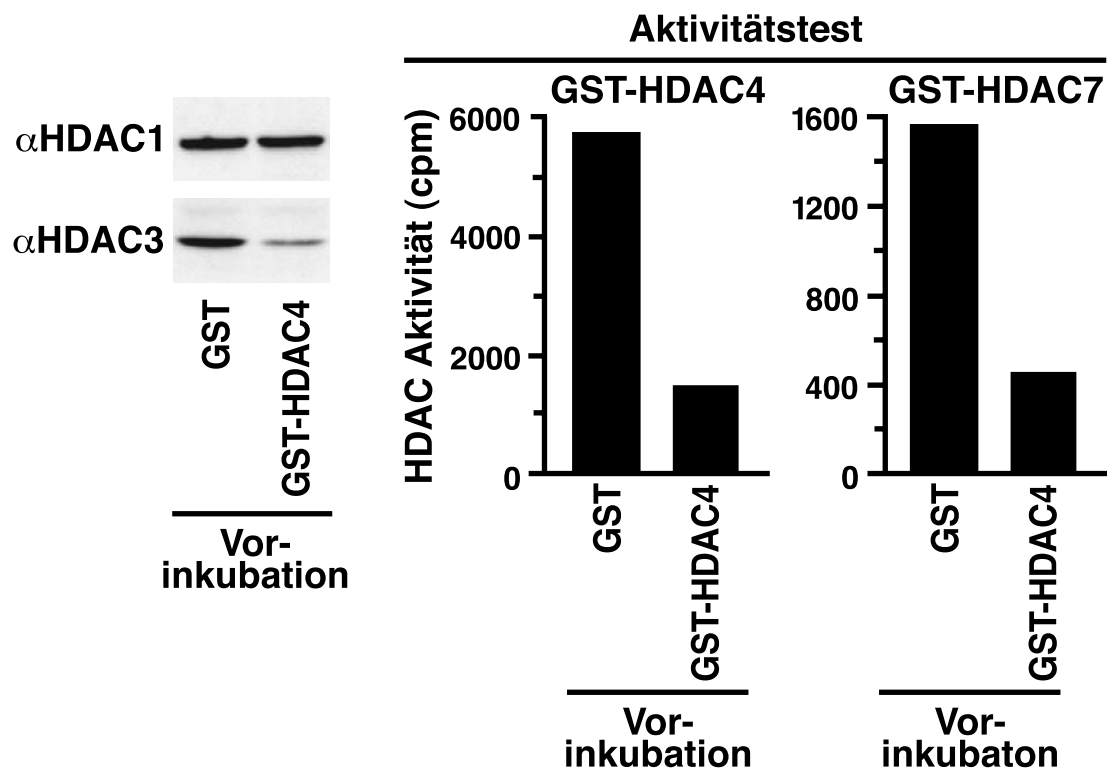 Aktivitätstest
GST-HDAC4
GST-HDAC7
αHDAC1
αHDAC3
GST
GST-HDAC4
Vor-
inkubation
HDAC Aktivität (cpm)
6000
4000
2000
0
GST
GST-HDAC4
Vor-
inkubation
1600
1200
800
400
0
GST
GST-HDAC4
Vor-
inkubaton